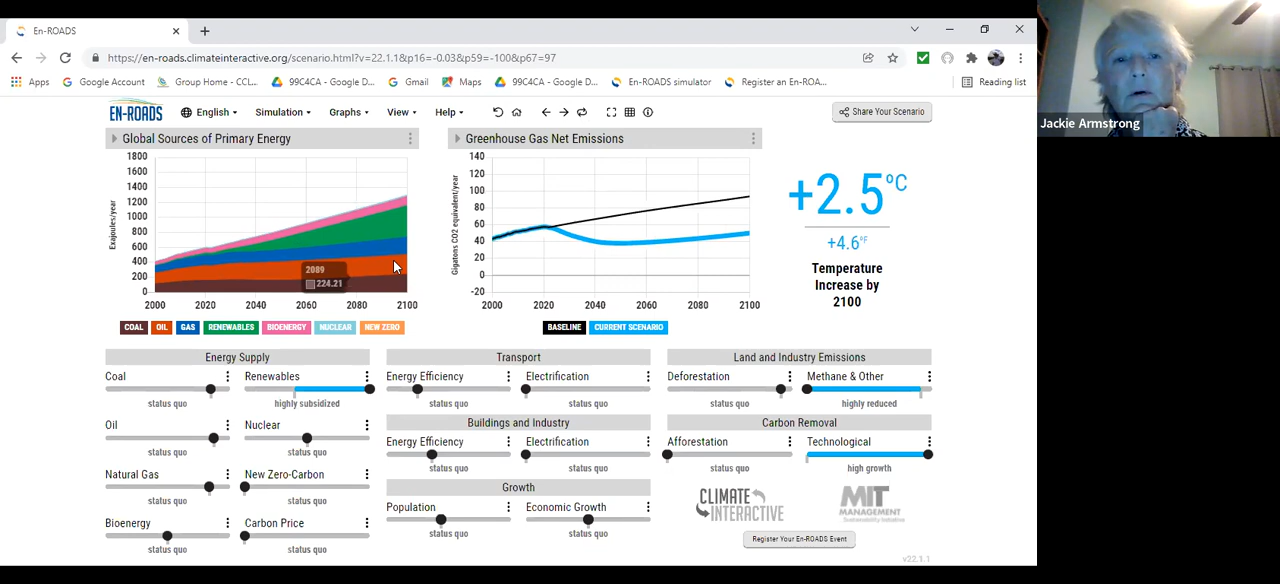 En-ROADS
https://en-roads.climateinteractive.org/scenario.html?v=22.1.1&p16=-0.03&p59=-100&p67=97
Apps
Google Account
Group Home - CCL...
99C4CA - Google D...
Gmail
Maps
99C4CA - Google D...
En-ROADS simulator
Register an En-ROA...
Reading list
Jackie Armstrong
EN-ROADS
English
Simulation
Graphs
View
Help
Share Your Scenario
Global Sources of Primary Energy
Greenhouse Gas Net Emissions
Exajoules/year
1800
1600
1400
1200
1000
800
600
400
200
0
2000 2020 2040 2060 2080 2100
2089
224.21
COAL OIL GAS RENEWABLES BIOENERGY NUCLEAR NEW ZERO
Gigatons CO2 equivalent/year
140
120
100
80
60
40
20
0
-20
2000 2020 2040 2060 2080 2100
BASELINE CURRENT SCENARIO
+2.5°C
+4.6°F
Temperature
Increase by
2100
Energy Supply
Coal
status quo
Renewables
highly subsidized
Oil
status quo
Nuclear
status quo
Natural Gas
status quo
New Zero-Carbon
status quo
Bioenergy
status quo
Carbon Price
status quo
Transport
Energy Efficiency
status quo
Electrification
status quo
Buildings and Industry
Energy Efficiency
status quo
Electrification
status quo
Growth
Population
status quo
Economic Growth
status quo
Land and Industry Emissions
Deforestation
status quo
Methane & Other
highly reduced
Carbon Removal
Afforestation
status quo
Technological
high growth
CLIMATE
INTERACTIVE
MIT
MANAGEMENT
Sustainability Initiative
Register Your En-ROADS Event
v22.1.1